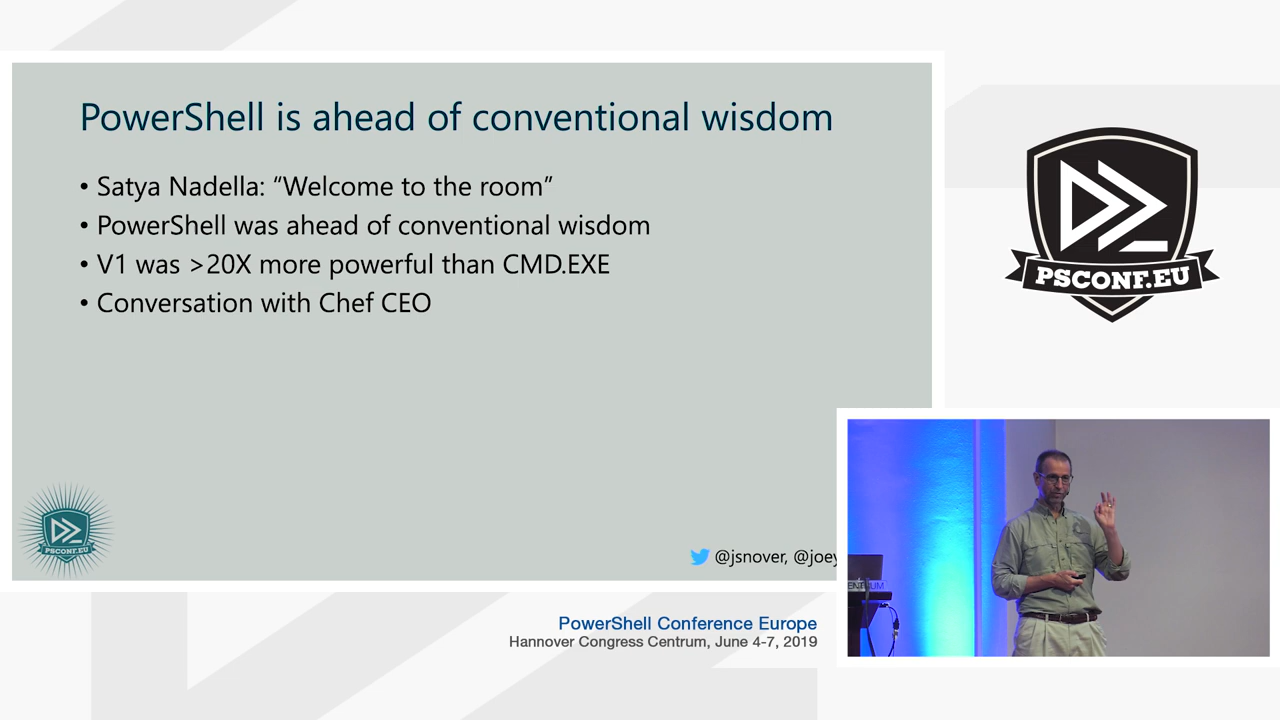 PowerShell is ahead of conventional wisdom
• Satya Nadella: “Welcome to the room”
• PowerShell was ahead of conventional wisdom
• V1 was >20X more powerful than CMD.EXE
• Conversation with Chef CEO
PSCONF.EU
PSCONF.EU
@jsnover, @joey
PowerShell Conference Europe
Hannover Congress Centrum, June 4-7, 2019